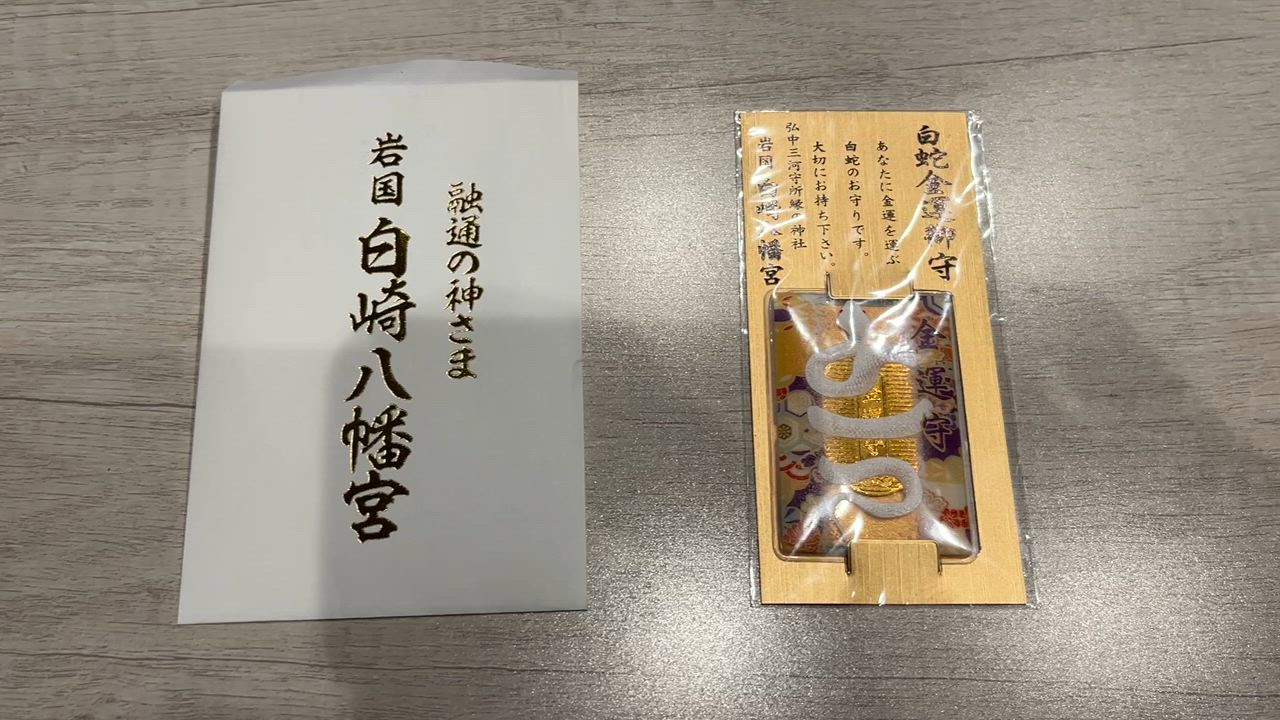 融通の神さま
岩国 白崎八幡宮
白蛇金運御守
あなたに金運を運ぶ
白蛇のお守りです。
大切にお持ち下さい。
弘中三河守所縁の神社
岩国 白崎八幡宮
金運守